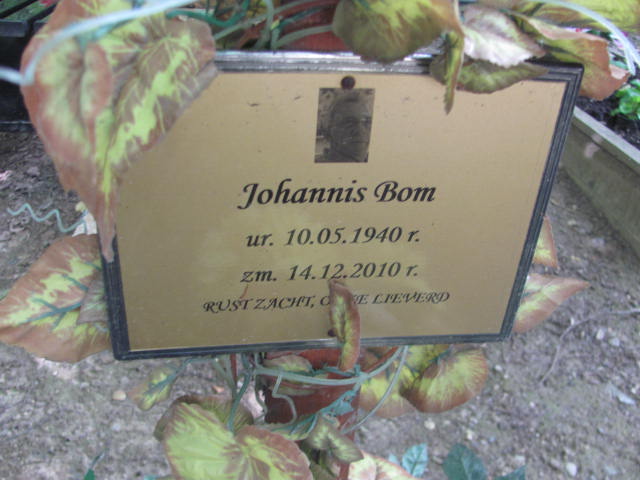 Johannis Bom
ur. 10.05.1940 r.
zm. 14.12.2010 r.
RUST ZACHT, LIEVERD